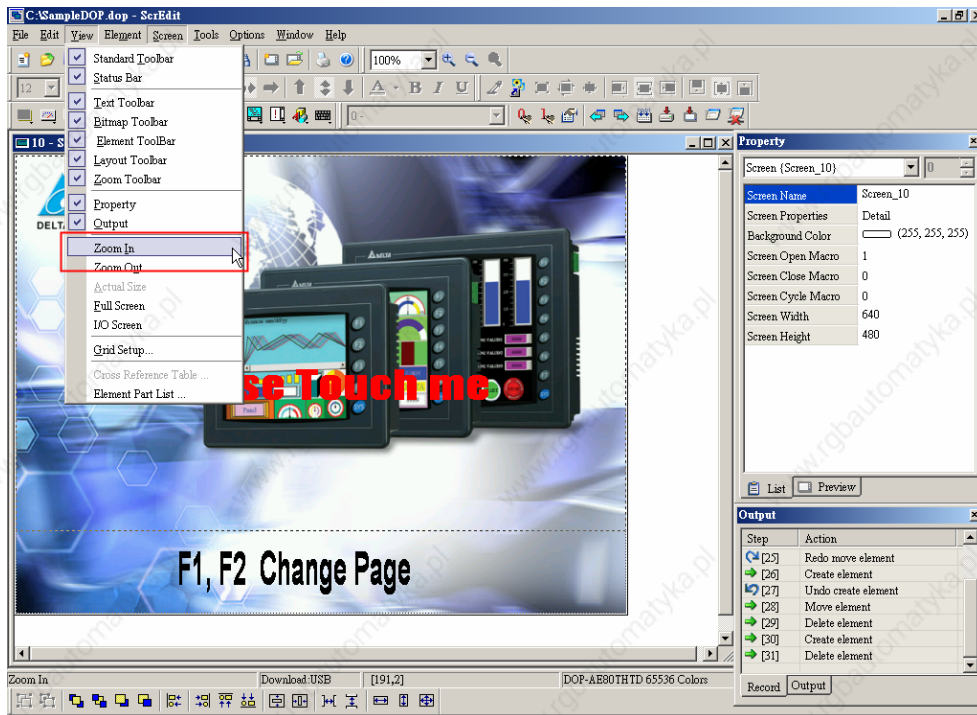 C:\SampleDOP.dop - ScrEdit
File Edit View Element Screen Tools Options Window Help
100%
12
B I U
0 -
Standard Toolbar
Status Bar
Text Toolbar
Bitmap Toolbar
Element ToolBar
Layout Toolbar
Zoom Toolbar
Property
Output
Zoom In
Zoom Out
Actual Size
Full Screen
I/O Screen
Grid Setup...
Cross Reference Table ...
Element Part List ...
10 - S
DELT
se Touch me
F1, F2 Change Page
Property
Screen {Screen_10}
0
Screen Name Screen_10
Screen Properties Detail
Background Color (255, 255, 255)
Screen Open Macro 1
Screen Close Macro 0
Screen Cycle Macro 0
Screen Width 640
Screen Height 480
List Preview
Output
Step Action
[25] Redo move element
[26] Create element
[27] Undo create element
[28] Move element
[29] Delete element
[30] Create element
[31] Delete element
Record Output
Zoom In Download:USB [191,2] DOP-AE80THTD 65536 Colors
www.rgbautomatyka.pl